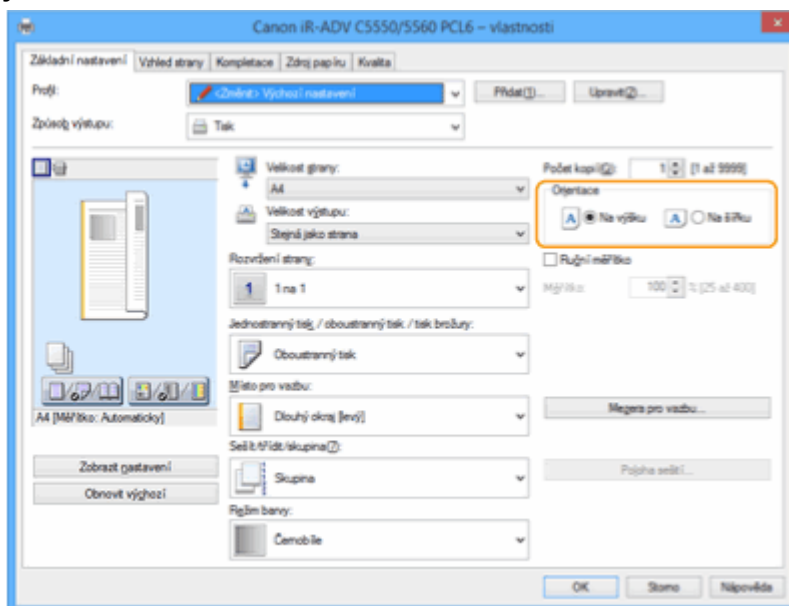 Canon iR-ADV C5550/5560 PCL6 – vlastnosti
Základní nastavení Vzhled strany Kompletace Zdroj papíru Kvalita
Profil: <Změnit> Výchozí nastavení Přidat(1)... Upravit(2)...
Způsob výstupu: Tisk
Velikost strany:
A4
Velikost výstupu:
Stejná jako strana
Rozvržení strany:
1 1 na 1
Jednostranný tisk / oboustranný tisk / tisk brožury:
Oboustranný tisk
Místo pro vazbu:
Dlouhý okraj [levý]
Sešít/třídit/skupina(7):
Skupina
Režim barvy:
Černobíle
Počet kopií(Q): 1 [1 až 9999]
Orientace
A Na výšku A Na šířku
Ruční měřítko
Měřítko: 100 % [25 až 400]
Mezera pro vazbu...
Poloha sešití...
A4 [Měřítko: Automaticky]
Zobrazit nastavení
Obnovit výchozí
OK Storno Nápověda